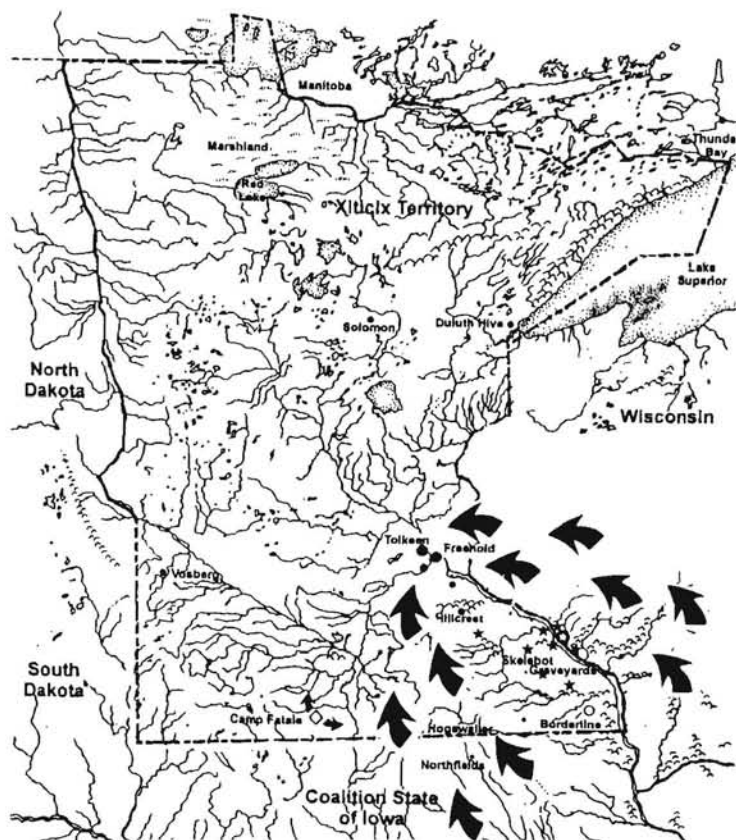 Manitoba
Thunder
Bay
Marshland
Red
Lake
Xiticix Territory
Lake
Superior
Solomon
Duluth Hive
North
Dakota
Wisconsin
Tolkeen
Freehold
Vosberg
Hillcrest
Skelebot
Graveyards
South
Dakota
Camp Fatale
Borderline
Northfields
Coalition State
of Iowa